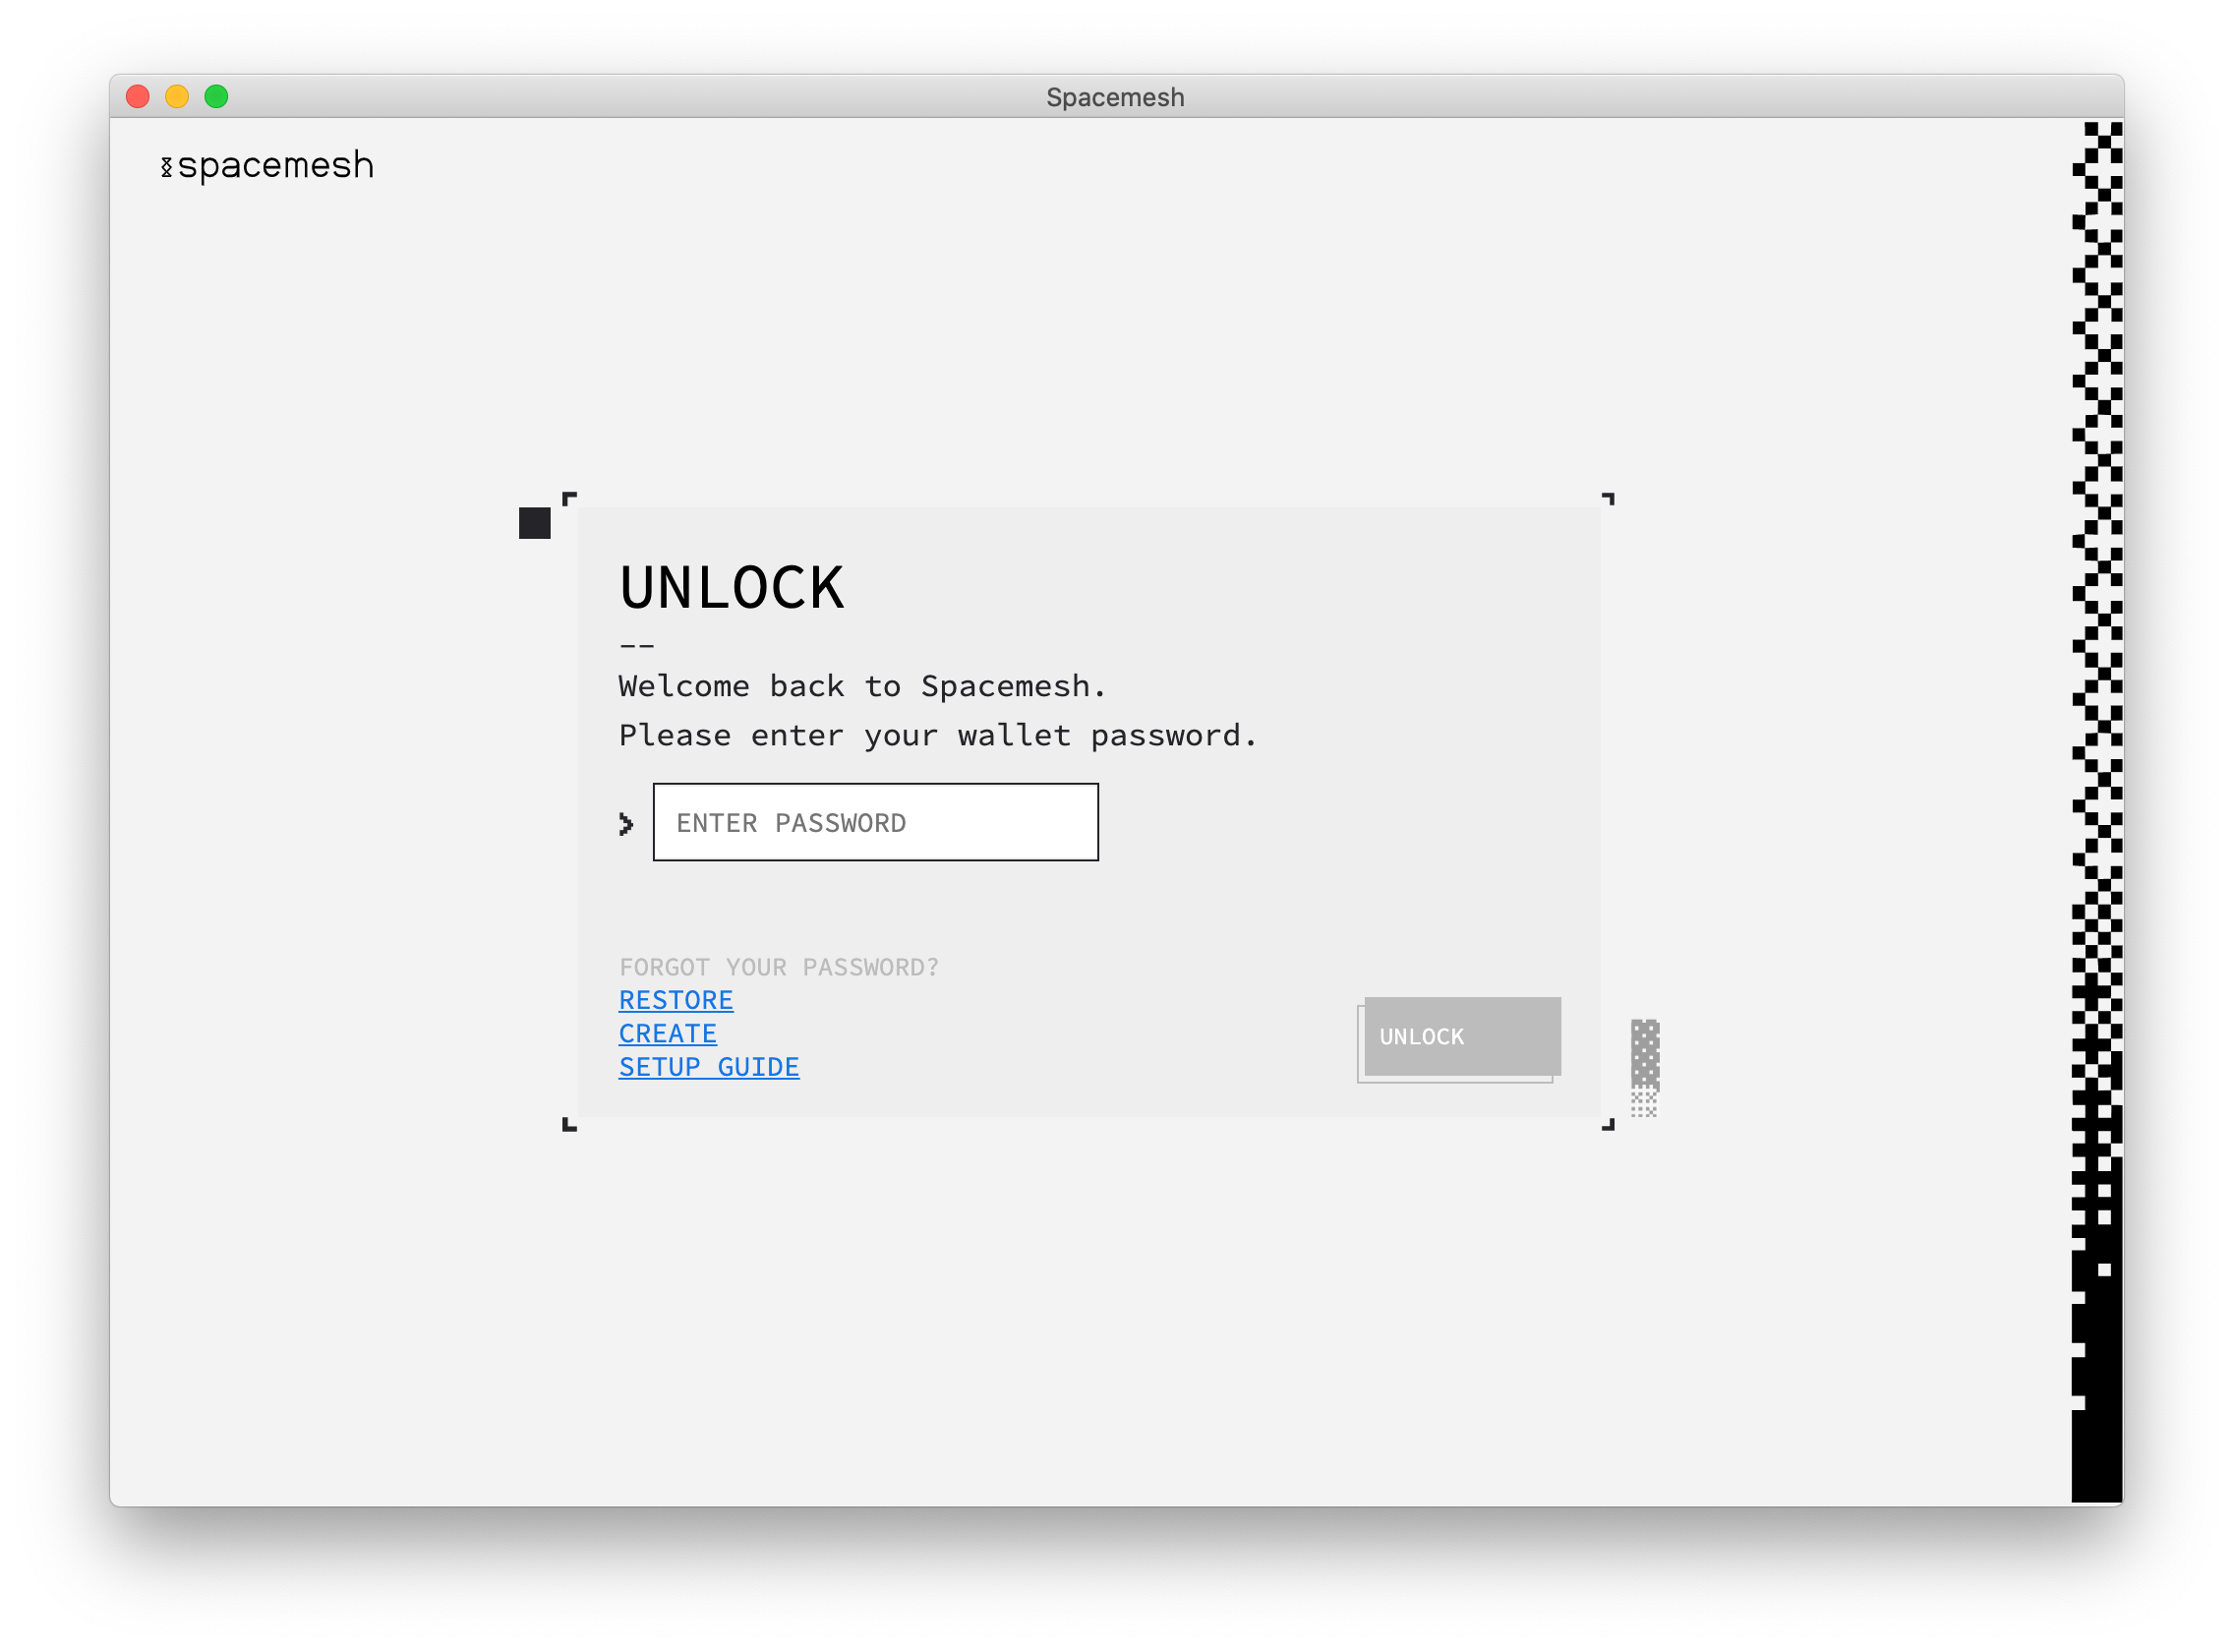 Spacemesh
spacemesh
UNLOCK
--
Welcome back to Spacemesh.
Please enter your wallet password.
ENTER PASSWORD
FORGOT YOUR PASSWORD?
RESTORE
CREATE
SETUP GUIDE
UNLOCK